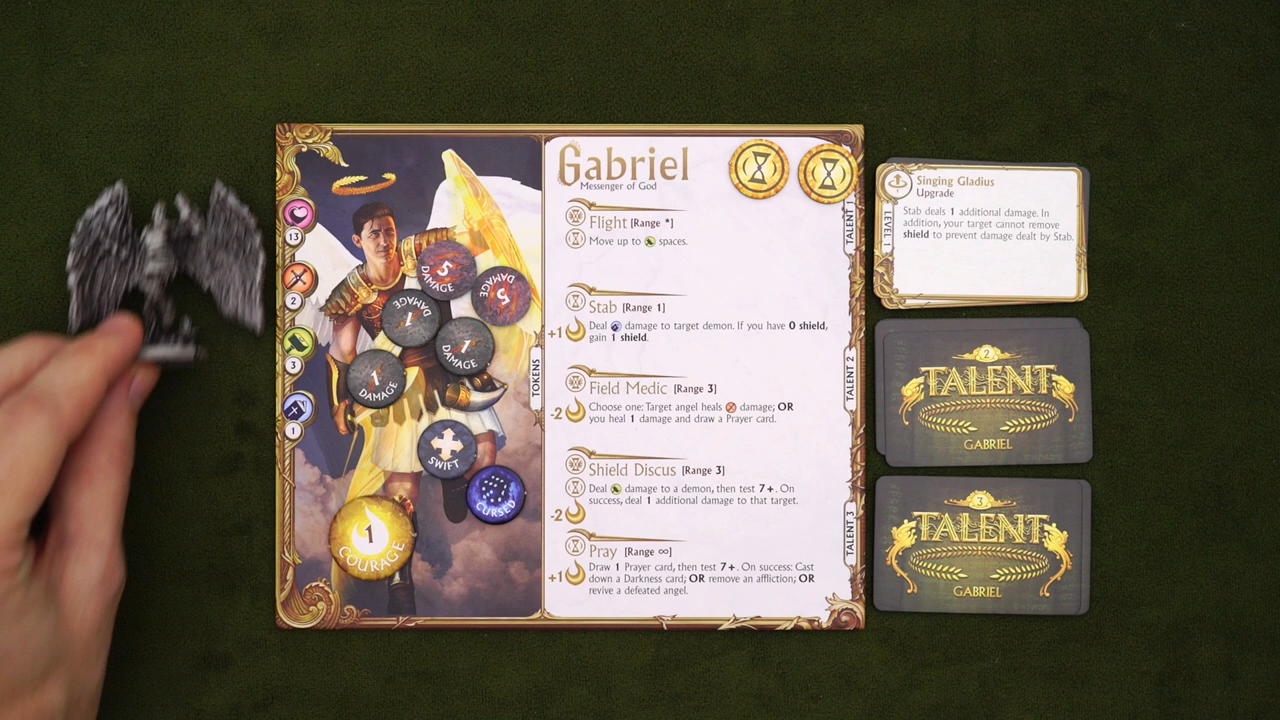 Gabriel
Messenger of God
Flight [Range *]
Move up to spaces.
Stab [Range 1]
+1
Deal damage to target demon. If you have 0 shield,
gain 1 shield.
Field Medic [Range 3]
-2
Choose one: Target angel heals damage; OR
you heal 1 damage and draw a Prayer card.
Shield Discus [Range 3]
Deal damage to a demon, then test 7+. On
success, deal 1 additional damage to that target.
-2
Pray [Range ∞]
+1
Draw 1 Prayer card, then test 7+. On success: Cast
down a Darkness card; OR remove an affliction; OR
revive a defeated angel.
TOKENS
TALENT 1
TALENT 2
TALENT 3
13
2
3
1
5
DAMAGE
5
DAMAGE
1
DAMAGE
1
DAMAGE
1
DAMAGE
SWIFT
CURSED
1
COURAGE
Singing Gladius
Upgrade
LEVEL 1
Stab deals 1 additional damage. In
addition, your target cannot remove
shield to prevent damage dealt by Stab.
2
TALENT
GABRIEL
3
TALENT
GABRIEL